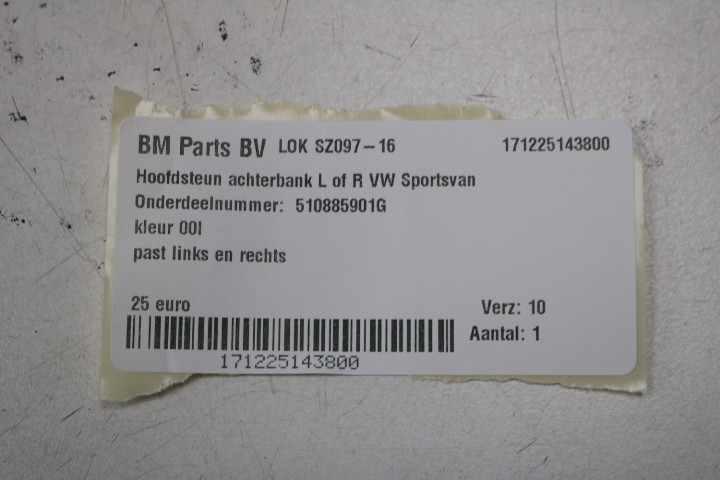 BM Parts BV LOK SZ097-16 171225143800
Hoofdsteun achterbank L of R VW Sportsvan
Onderdeelnummer: 510885901G
kleur 00I
past links en rechts
25 euro Verz: 10
Aantal: 1
171225143800